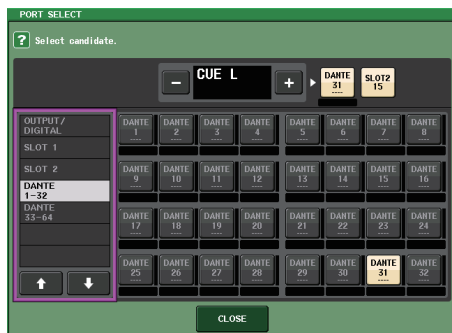 PORT SELECT
? Select candidate.
− CUE L + DANTE 31 ---- SLOT2 15
OUTPUT/
DIGITAL
SLOT 1
SLOT 2
DANTE
1-32
DANTE
33-64
DANTE 1 ---- DANTE 2 ---- DANTE 3 ---- DANTE 4 ---- DANTE 5 ---- DANTE 6 ---- DANTE 7 ---- DANTE 8 ----
DANTE 9 ---- DANTE 10 ---- DANTE 11 ---- DANTE 12 ---- DANTE 13 ---- DANTE 14 ---- DANTE 15 ---- DANTE 16 ----
DANTE 17 ---- DANTE 18 ---- DANTE 19 ---- DANTE 20 ---- DANTE 21 ---- DANTE 22 ---- DANTE 23 ---- DANTE 24 ----
DANTE 25 ---- DANTE 26 ---- DANTE 27 ---- DANTE 28 ---- DANTE 29 ---- DANTE 30 ---- DANTE 31 ---- DANTE 32 ----
CLOSE